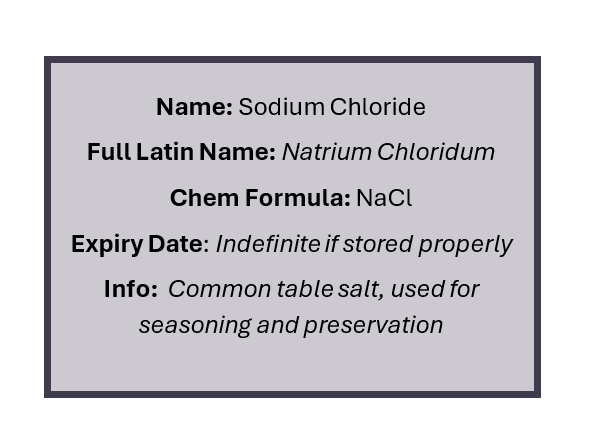 Name: Sodium Chloride
Full Latin Name: Natrium Chloridum
Chem Formula: NaCl
Expiry Date: Indefinite if stored properly
Info: Common table salt, used for
seasoning and preservation